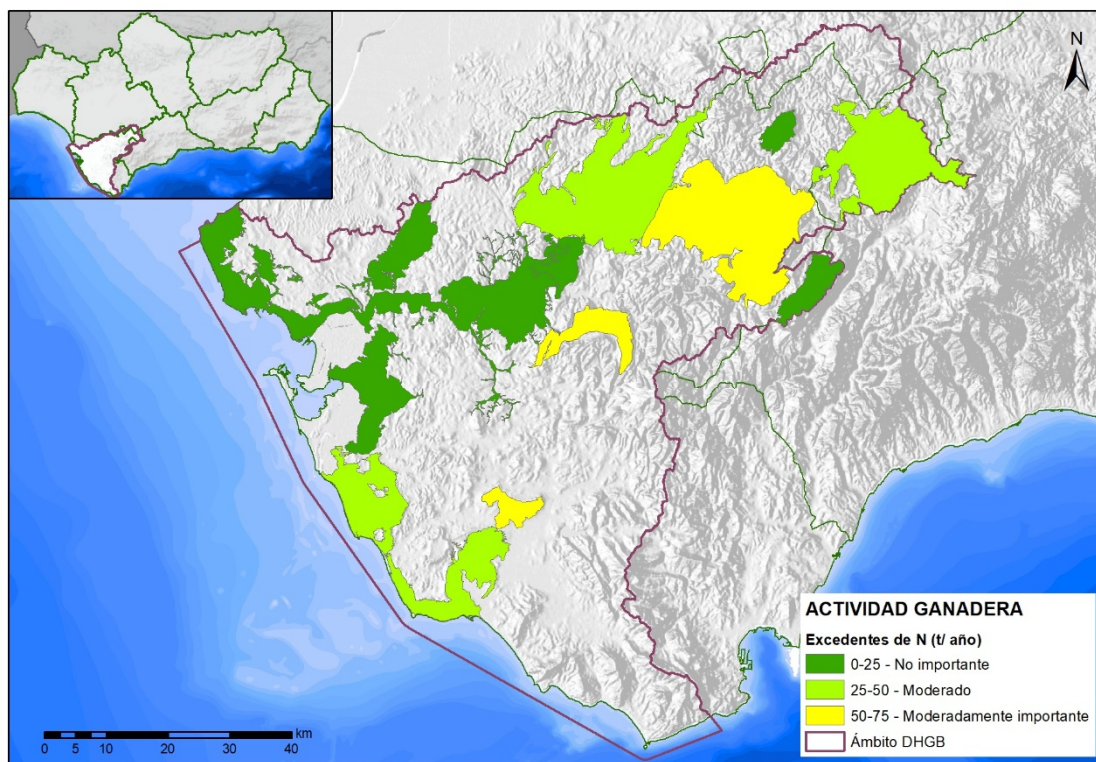 N
ACTIVIDAD GANADERA
Excedentes de N (t/ año)
0-25 - No importante
25-50 - Moderado
50-75 - Moderadamente importante
Ámbito DHGB
0 5 10 20 30 40
km